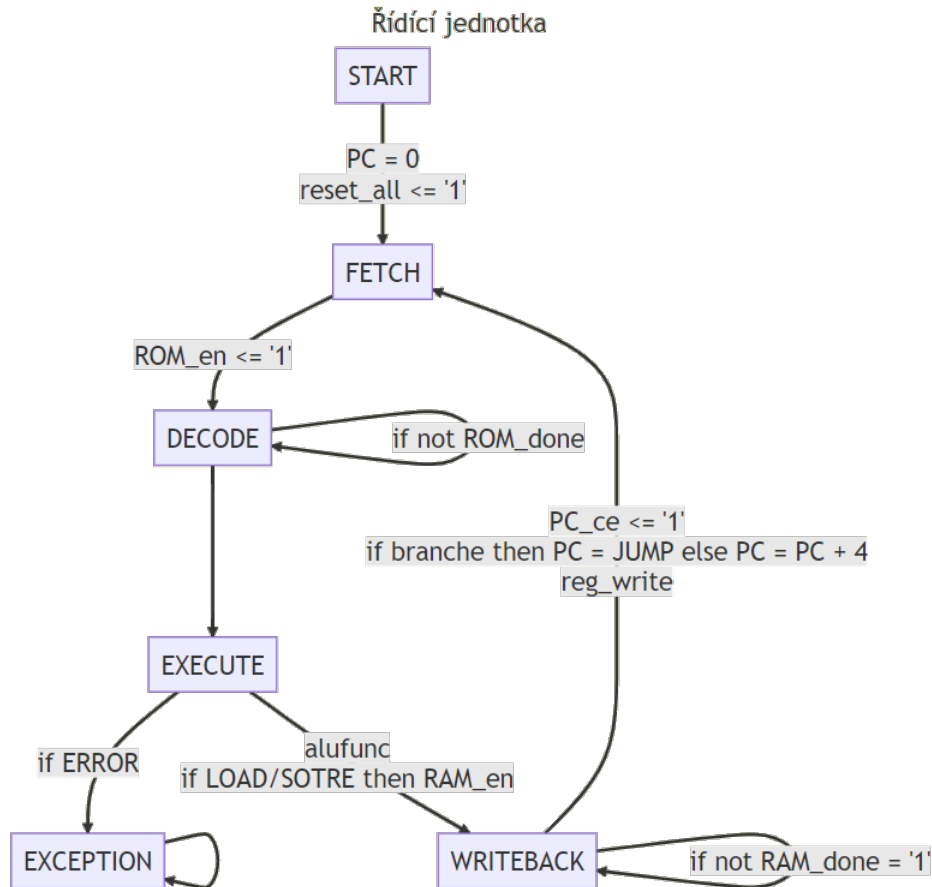 Řídící jednotka
START
PC = 0
reset_all <= '1'
FETCH
ROM_en <= '1'
DECODE
if not ROM_done
PC_ce <= '1'
if branche then PC = JUMP else PC = PC + 4
reg_write
EXECUTE
if ERROR
alufunc
if LOAD/SOTRE then RAM_en
EXCEPTION
WRITEBACK
if not RAM_done = '1'